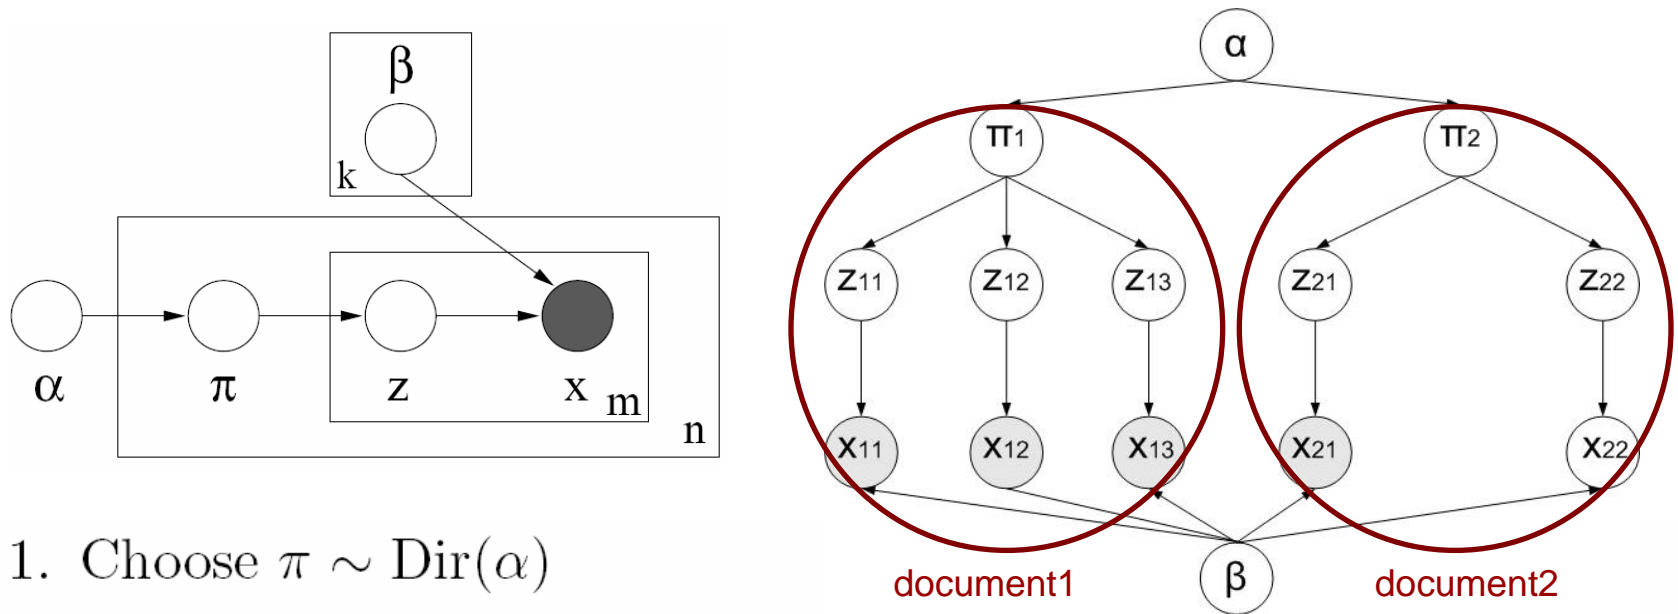 β
k
α
π
z
x
m
n
1. Choose π ∼ Dir(α)
α
π1
π2
z11
z12
z13
z21
z22
x11
x12
x13
x21
x22
β
document1
document2